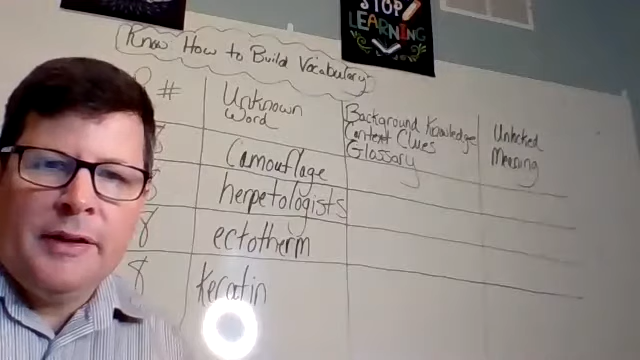 STOP
LEARNING
Know How to Build Vocabulary
#
Unknown
Word
Background Knowledge
Context Clues
Glossary
Unlocked
Meaning
Camouflage
herpetologists
8
ectotherm
8
Keratin